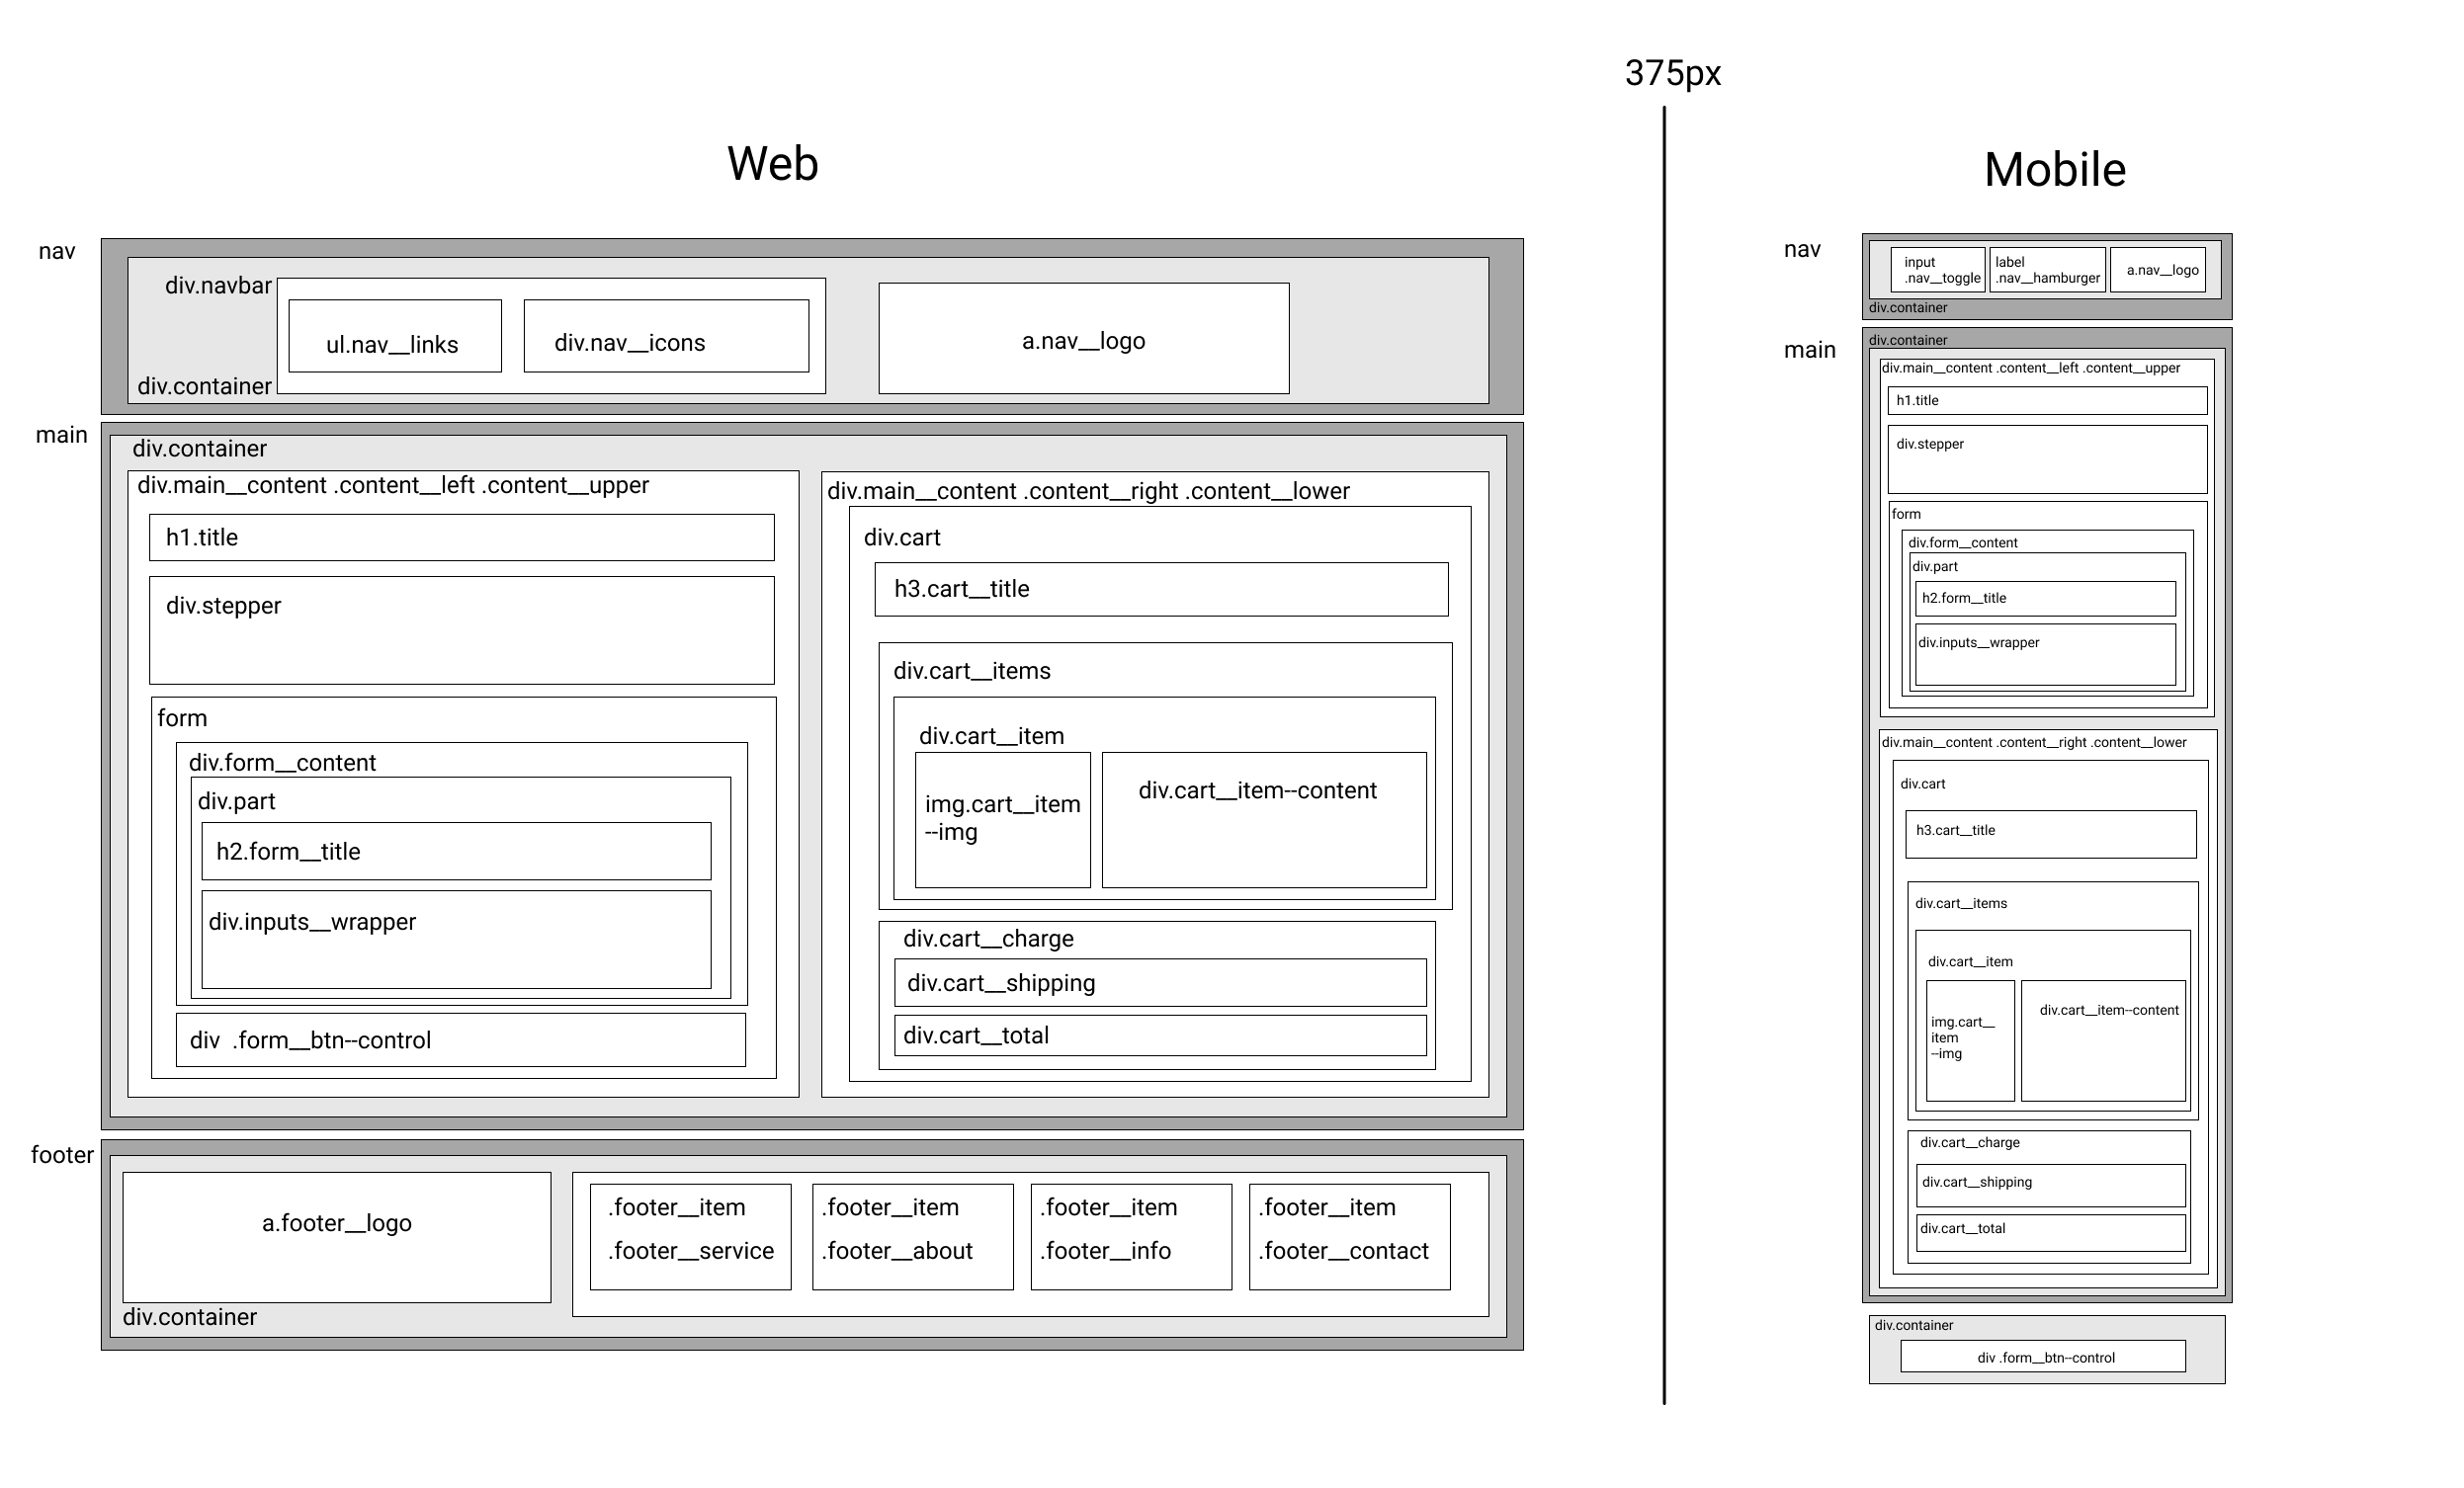 375px
Web
nav
div.navbar
ul.nav__links
div.nav__icons
a.nav__logo
div.container
main
div.container
div.main__content .content__left .content__upper
h1.title
div.stepper
form
div.form__content
div.part
h2.form__title
div.inputs__wrapper
div  .form__btn--control
div.main__content .content__right .content__lower
div.cart
h3.cart__title
div.cart__items
div.cart__item
img.cart__item
--img
div.cart__item--content
div.cart__charge
div.cart__shipping
div.cart__total
footer
a.footer__logo
.footer__item
.footer__service
.footer__item
.footer__about
.footer__item
.footer__info
.footer__item
.footer__contact
div.container
Mobile
nav
input
.nav__toggle
label
.nav__hamburger
a.nav__logo
div.container
main
div.container
div.main__content .content__left .content__upper
h1.title
div.stepper
form
div.form__content
div.part
h2.form__title
div.inputs__wrapper
div.main__content .content__right .content__lower
div.cart
h3.cart__title
div.cart__items
div.cart__item
img.cart__
item
--img
div.cart__item--content
div.cart__charge
div.cart__shipping
div.cart__total
div.container
div .form__btn--control